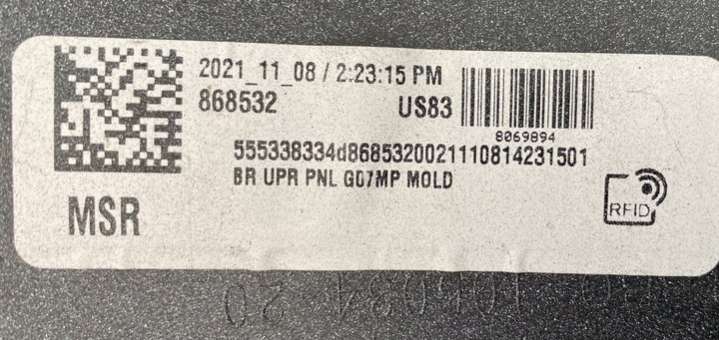 2021_11_08 / 2:23:15 PM
868532 US83
8069894
555338334d8685320021110814231501
BR UPR PNL G07MP MOLD
MSR
RFID